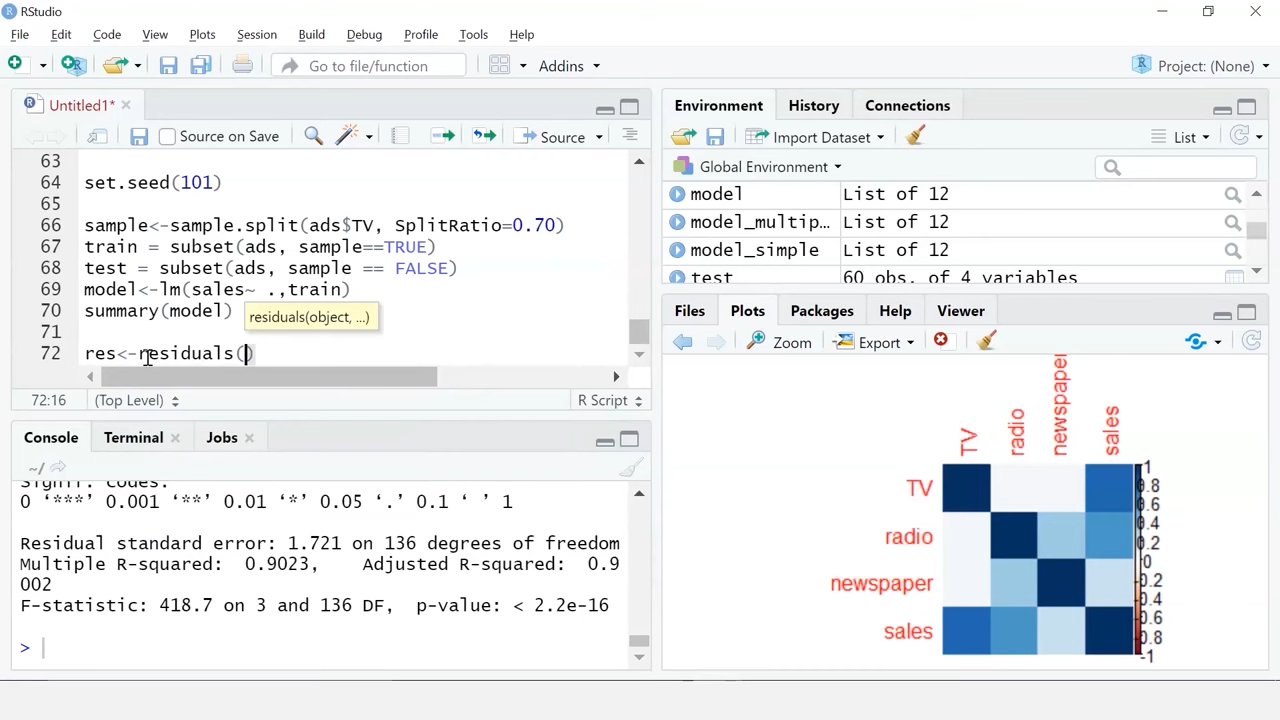 RStudio
File Edit Code View Plots Session Build Debug Profile Tools Help
Go to file/function Addins Project: (None)
Untitled1*
Source on Save Source
63
64 set.seed(101)
65
66 sample<-sample.split(ads$TV, SplitRatio=0.70)
67 train = subset(ads, sample==TRUE)
68 test = subset(ads, sample == FALSE)
69 model<-lm(sales~ .,train)
70 summary(model)
residuals(object, ...)
71
72 res<-residuals()
72:16 (Top Level) R Script
Console Terminal Jobs
~/
Signif. codes:
0 ‘***’ 0.001 ‘**’ 0.01 ‘*’ 0.05 ‘.’ 0.1 ‘ ’ 1
Residual standard error: 1.721 on 136 degrees of freedom
Multiple R-squared: 0.9023, Adjusted R-squared: 0.9
002
F-statistic: 418.7 on 3 and 136 DF, p-value: < 2.2e-16
>
Environment History Connections
Import Dataset List
Global Environment
model List of 12
model_multip... List of 12
model_simple List of 12
test 60 obs. of 4 variables
Files Plots Packages Help Viewer
Zoom Export
TV radio newspaper sales
TV
radio
newspaper
sales
1
0.8
0.6
0.4
0.2
0
-0.2
-0.4
-0.6
-0.8
-1